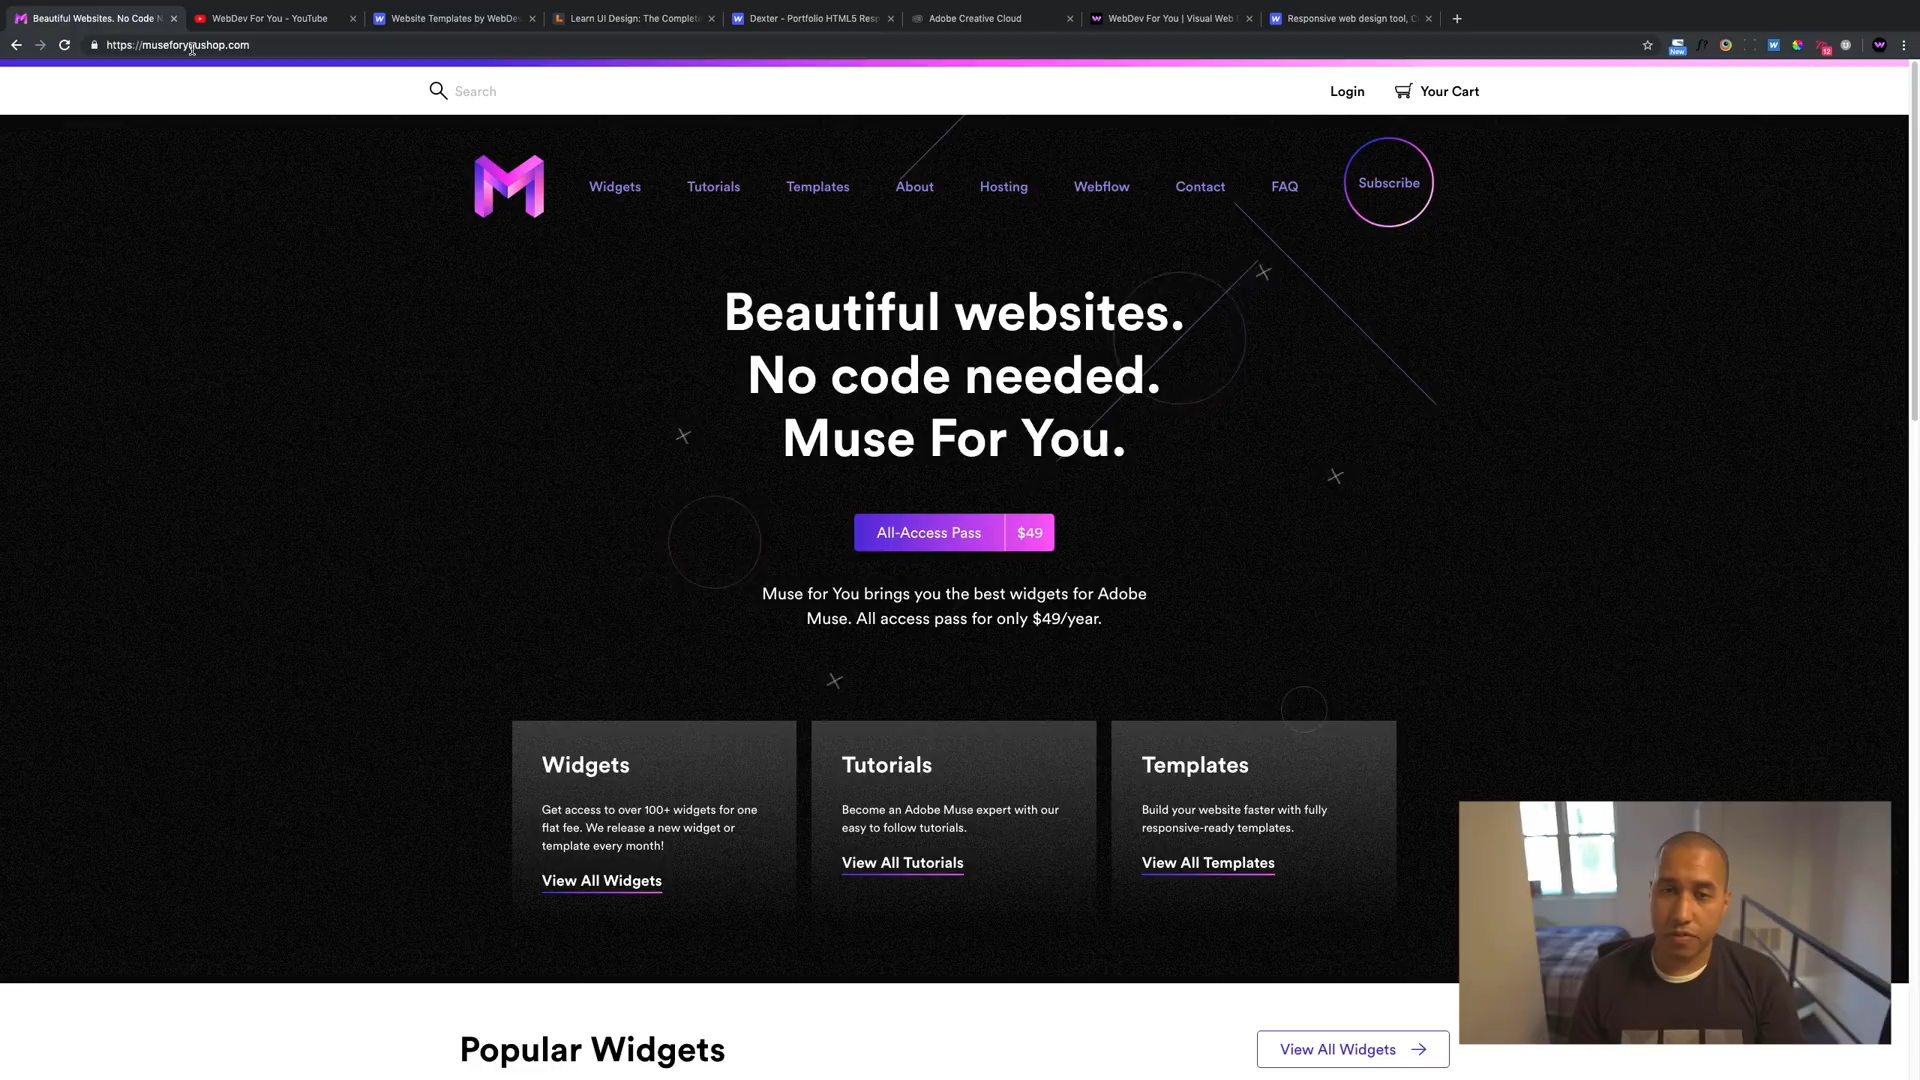 Beautiful Websites. No Code N
WebDev For You - YouTube
Website Templates by WebDev
Learn UI Design: The Complet
Dexter - Portfolio HTML5 Resp
Adobe Creative Cloud
WebDev For You | Visual Web
Responsive web design tool, C
https://museforyoushop.com
New
12
Search
Login
Your Cart
Widgets
Tutorials
Templates
About
Hosting
Webflow
Contact
FAQ
Subscribe
Beautiful websites.
No code needed.
Muse For You.
All-Access Pass
$49
Muse for You brings you the best widgets for Adobe
Muse. All access pass for only $49/year.
Widgets
Get access to over 100+ widgets for one
flat fee. We release a new widget or
template every month!
View All Widgets
Tutorials
Become an Adobe Muse expert with our
easy to follow tutorials.
View All Tutorials
Templates
Build your website faster with fully
responsive-ready templates.
View All Templates
Popular Widgets
View All Widgets